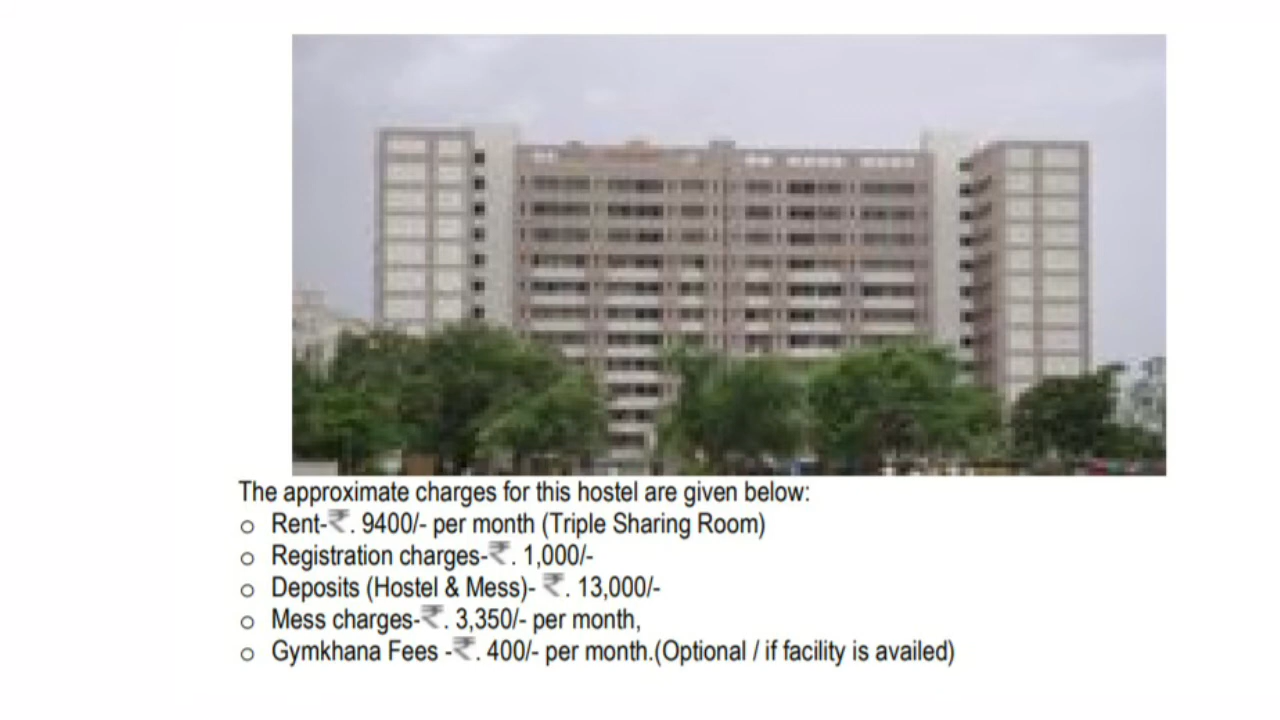 The approximate charges for this hostel are given below:
o Rent-₹. 9400/- per month (Triple Sharing Room)
o Registration charges-₹. 1,000/-
o Deposits (Hostel & Mess)- ₹. 13,000/-
o Mess charges-₹. 3,350/- per month,
o Gymkhana Fees -₹. 400/- per month.(Optional / if facility is availed)